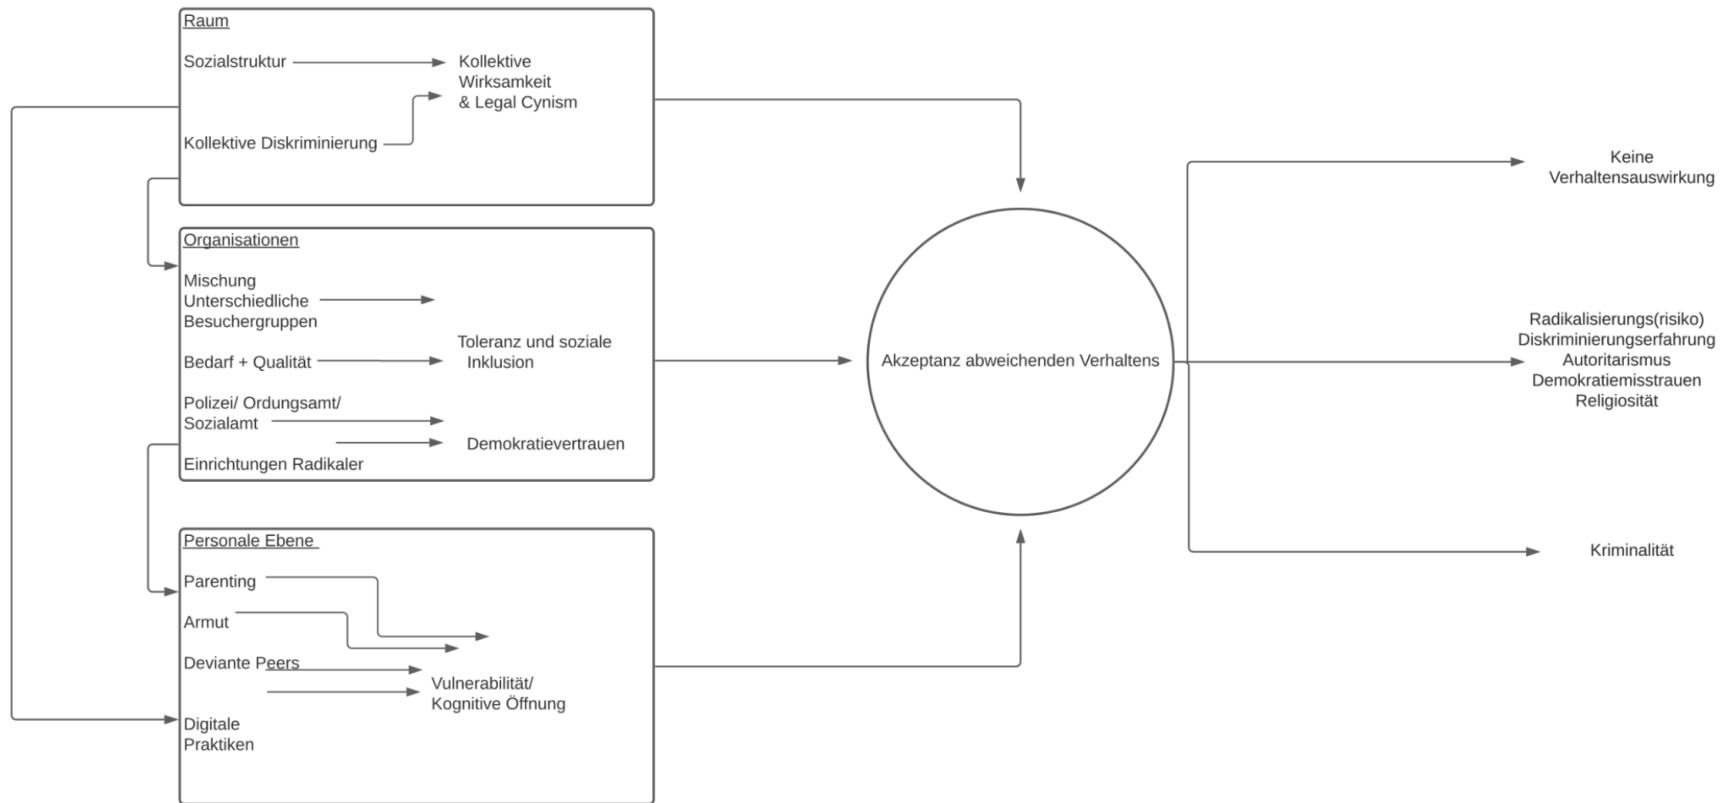 Raum
Sozialstruktur
Kollektive
Wirksamkeit
& Legal Cynism
Kollektive Diskriminierung
Organisationen
Mischung
Unterschiedliche
Besuchergruppen
Bedarf + Qualität
Toleranz und soziale
Inklusion
Polizei/ Ordungsamt/
Sozialamt
Demokratievertrauen
Einrichtungen Radikaler
Personale Ebene
Parenting
Armut
Deviante Peers
Vulnerabilität/
Kognitive Öffnung
Digitale
Praktiken
Akzeptanz abweichenden Verhaltens
Keine
Verhaltensauswirkung
Radikalisierungs(risiko)
Diskriminierungserfahrung
Autoritarismus
Demokratiemisstrauen
Religiosität
Kriminalität